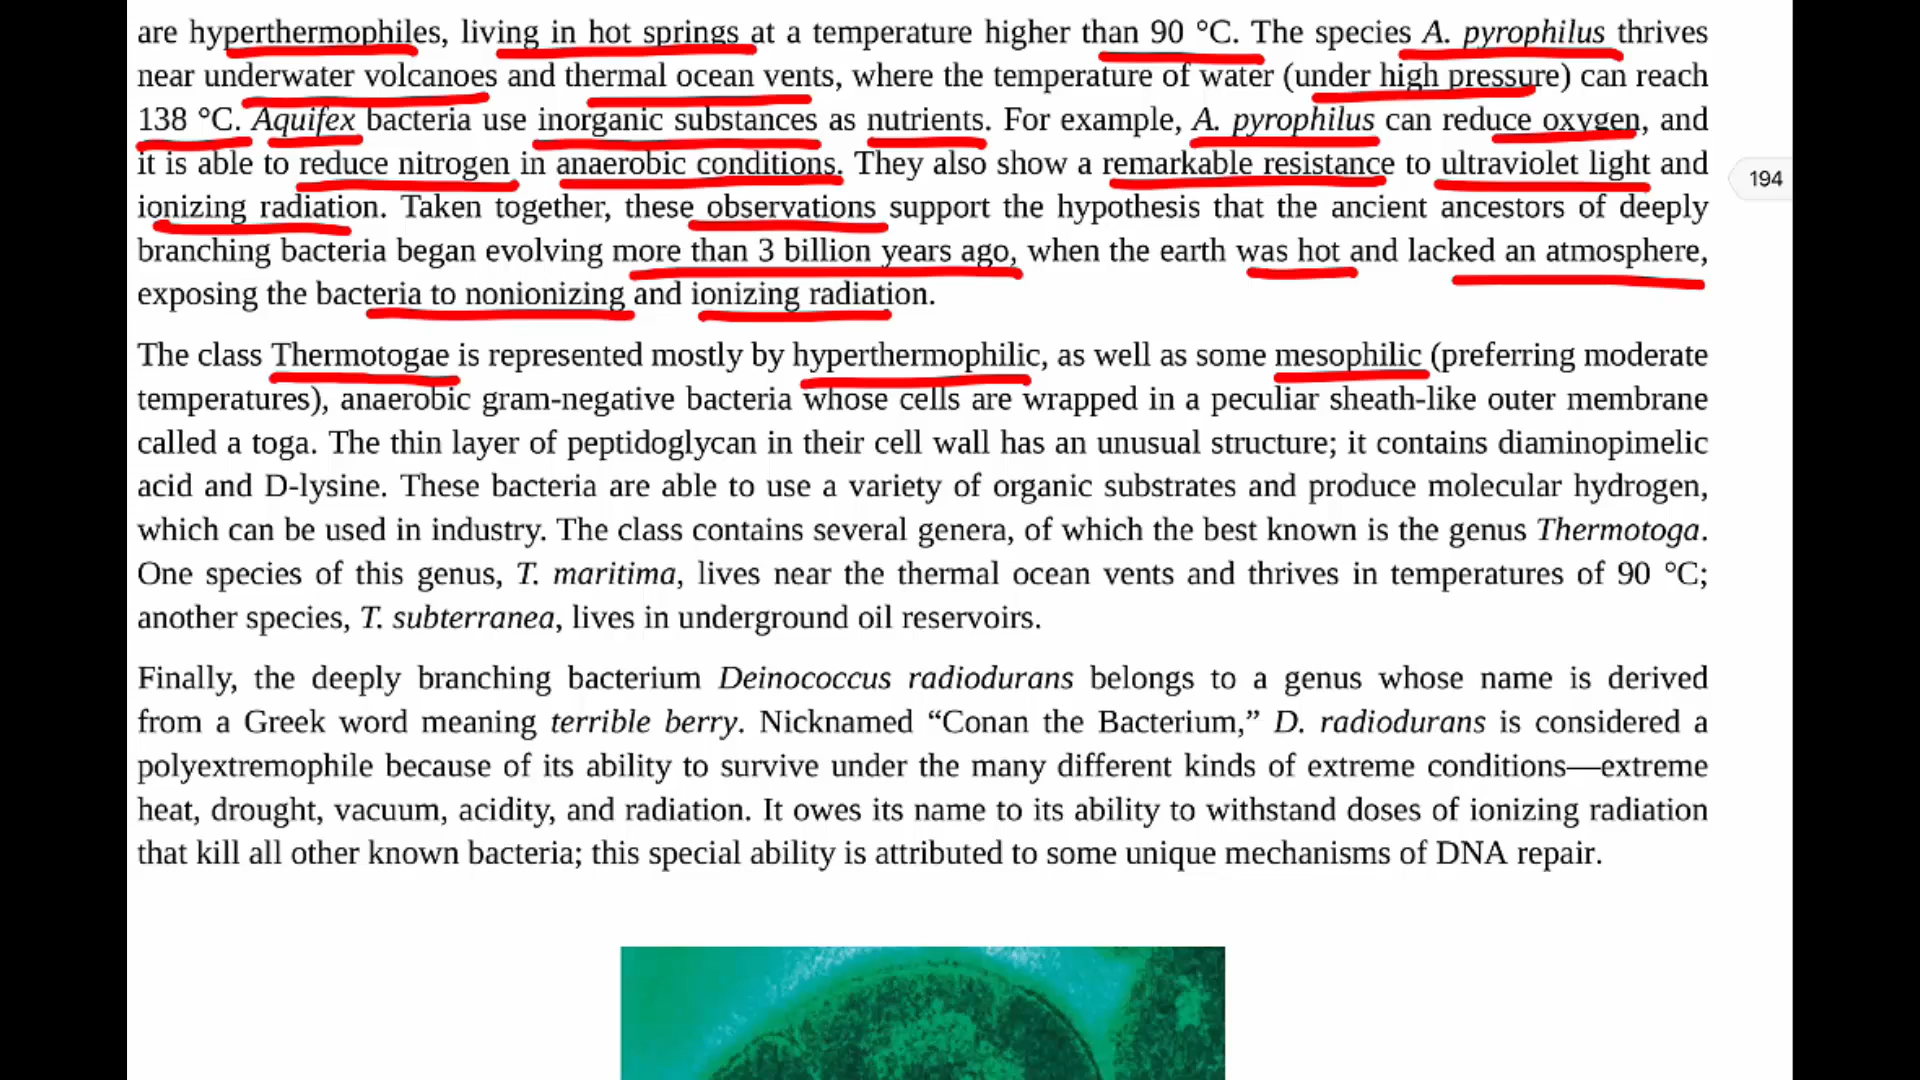 are hyperthermophiles, living in hot springs at a temperature higher than 90 °C. The species A. pyrophilus thrives
near underwater volcanoes and thermal ocean vents, where the temperature of water (under high pressure) can reach
138 °C. Aquifex bacteria use inorganic substances as nutrients. For example, A. pyrophilus can reduce oxygen, and
it is able to reduce nitrogen in anaerobic conditions. They also show a remarkable resistance to ultraviolet light and
194
ionizing radiation. Taken together, these observations support the hypothesis that the ancient ancestors of deeply
branching bacteria began evolving more than 3 billion years ago, when the earth was hot and lacked an atmosphere,
exposing the bacteria to nonionizing and ionizing radiation.
The class Thermotogae is represented mostly by hyperthermophilic, as well as some mesophilic (preferring moderate
temperatures), anaerobic gram-negative bacteria whose cells are wrapped in a peculiar sheath-like outer membrane
called a toga. The thin layer of peptidoglycan in their cell wall has an unusual structure; it contains diaminopimelic
acid and D-lysine. These bacteria are able to use a variety of organic substrates and produce molecular hydrogen,
which can be used in industry. The class contains several genera, of which the best known is the genus Thermotoga.
One species of this genus, T. maritima, lives near the thermal ocean vents and thrives in temperatures of 90 °C;
another species, T. subterranea, lives in underground oil reservoirs.
Finally, the deeply branching bacterium Deinococcus radiodurans belongs to a genus whose name is derived
from a Greek word meaning terrible berry. Nicknamed “Conan the Bacterium,” D. radiodurans is considered a
polyextremophile because of its ability to survive under the many different kinds of extreme conditions—extreme
heat, drought, vacuum, acidity, and radiation. It owes its name to its ability to withstand doses of ionizing radiation
that kill all other known bacteria; this special ability is attributed to some unique mechanisms of DNA repair.